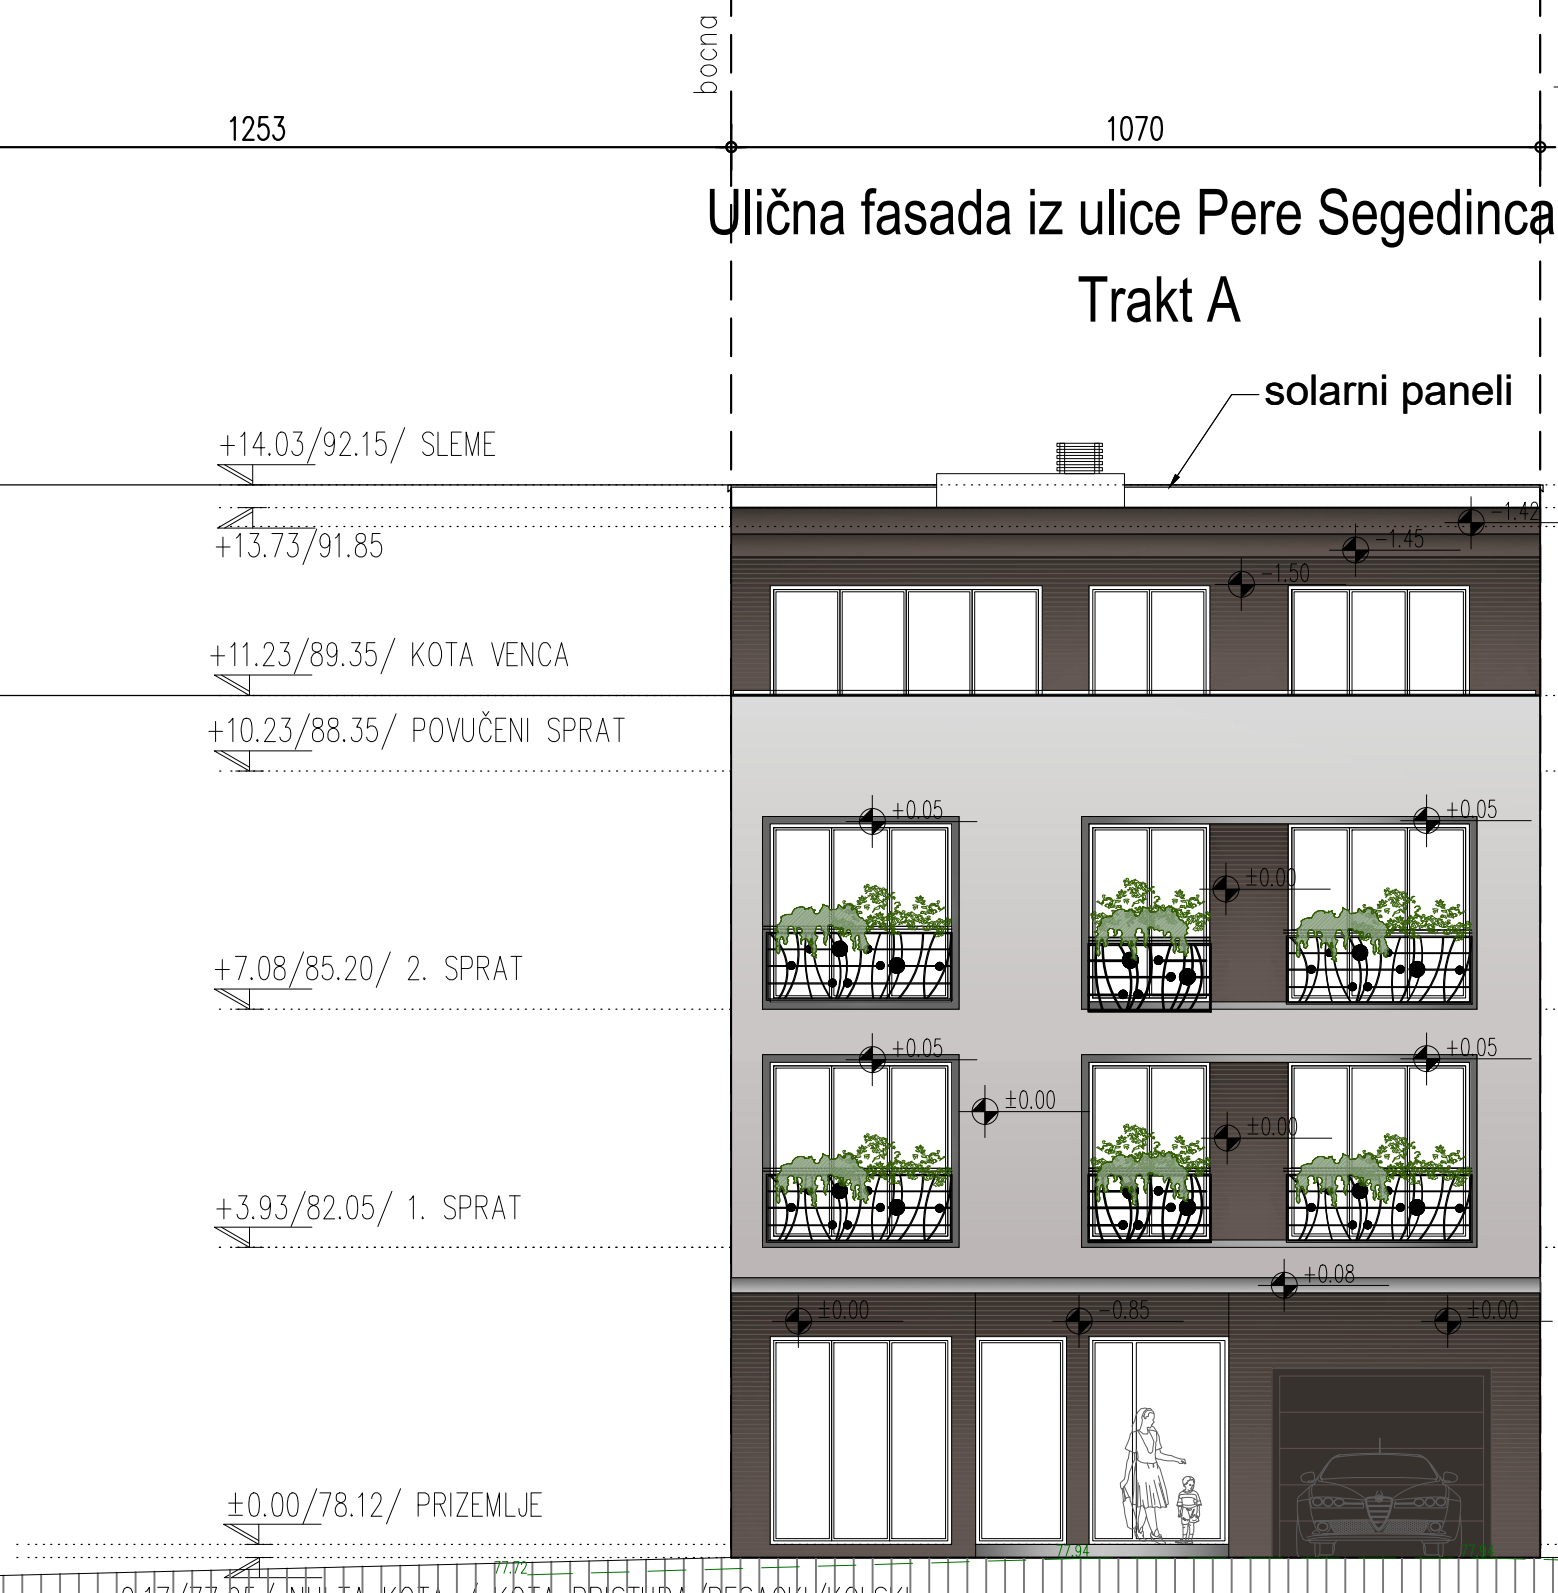 bocna
1253
1070
Ulična fasada iz ulice Pere Segedinca
Trakt A
solarni paneli
+14.03/92.15/ SLEME
+13.73/91.85
-1.42
-1.45
-1.50
+11.23/89.35/ KOTA VENCA
+10.23/88.35/ POVUČENI SPRAT
+0.05
+0.05
±0.00
+7.08/85.20/ 2. SPRAT
+0.05
+0.05
±0.00
±0.00
+3.93/82.05/ 1. SPRAT
+0.08
±0.00
-0.85
±0.00
±0.00/78.12/ PRIZEMLJE
77.72
77.94
77.94